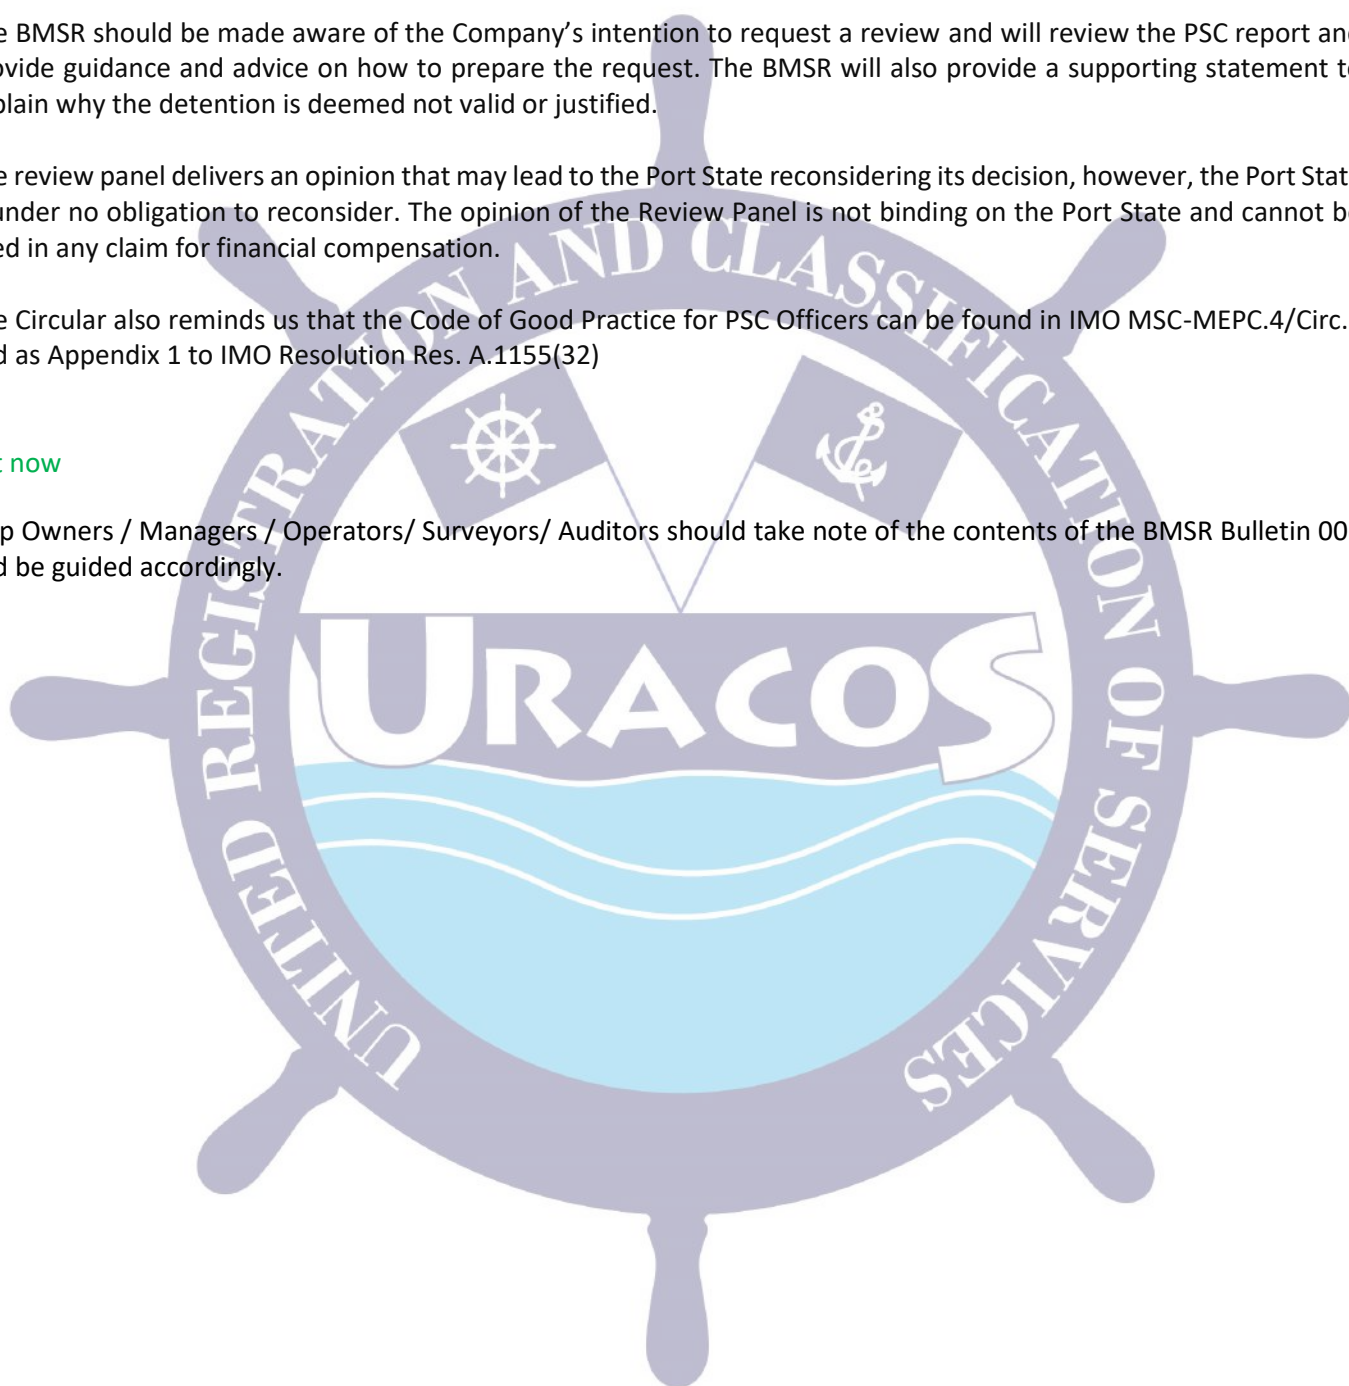 e BMSR should be made aware of the Company’s intention to request a review and will review the PSC report and
ovide guidance and advice on how to prepare the request. The BMSR will also provide a supporting statement to
plain why the detention is deemed not valid or justified.
e review panel delivers an opinion that may lead to the Port State reconsidering its decision, however, the Port Stat
under no obligation to reconsider. The opinion of the Review Panel is not binding on the Port State and cannot be
ed in any claim for financial compensation.
e Circular also reminds us that the Code of Good Practice for PSC Officers can be found in IMO MSC-MEPC.4/Circ.
d as Appendix 1 to IMO Resolution Res. A.1155(32)
t now
p Owners / Managers / Operators/ Surveyors/ Auditors should take note of the contents of the BMSR Bulletin 00
d be guided accordingly.
UNITED REGISTRATION AND CLASSIFICATION OF SERVICES
URACOS